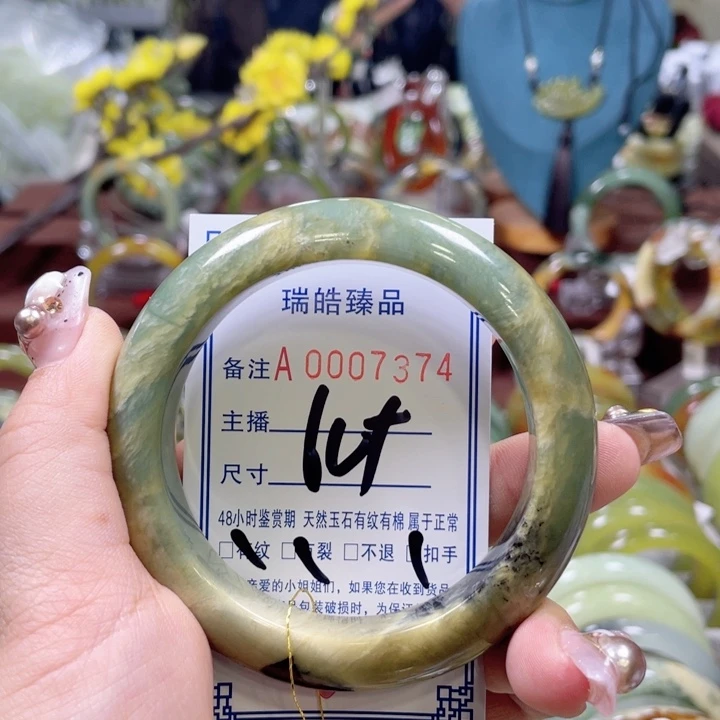 瑞皓臻品
备注A 0007374
主播
尺寸
48小时鉴赏期 天然玉石有纹有棉 属于正常
□有纹 □有裂 □不退 □扣手
亲爱的小姐姐们，如果您在收到货品
包装破损时，为保证